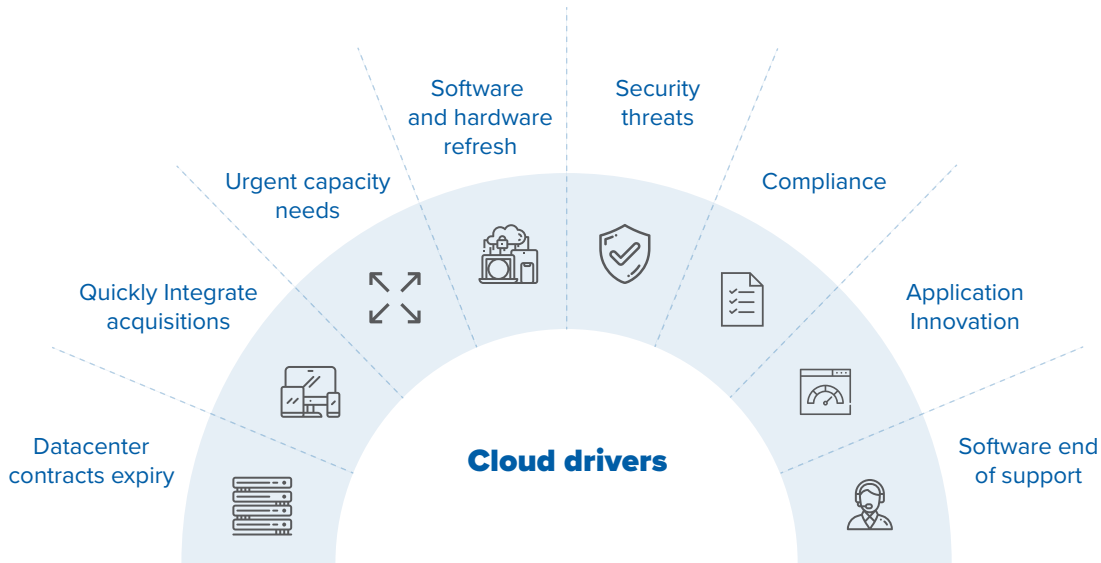 Software
and hardware
refresh
Security
threats
Urgent capacity
needs
Compliance
Quickly Integrate
acquisitions
Application
Innovation
Datacenter
contracts expiry
Cloud drivers
Software end
of support